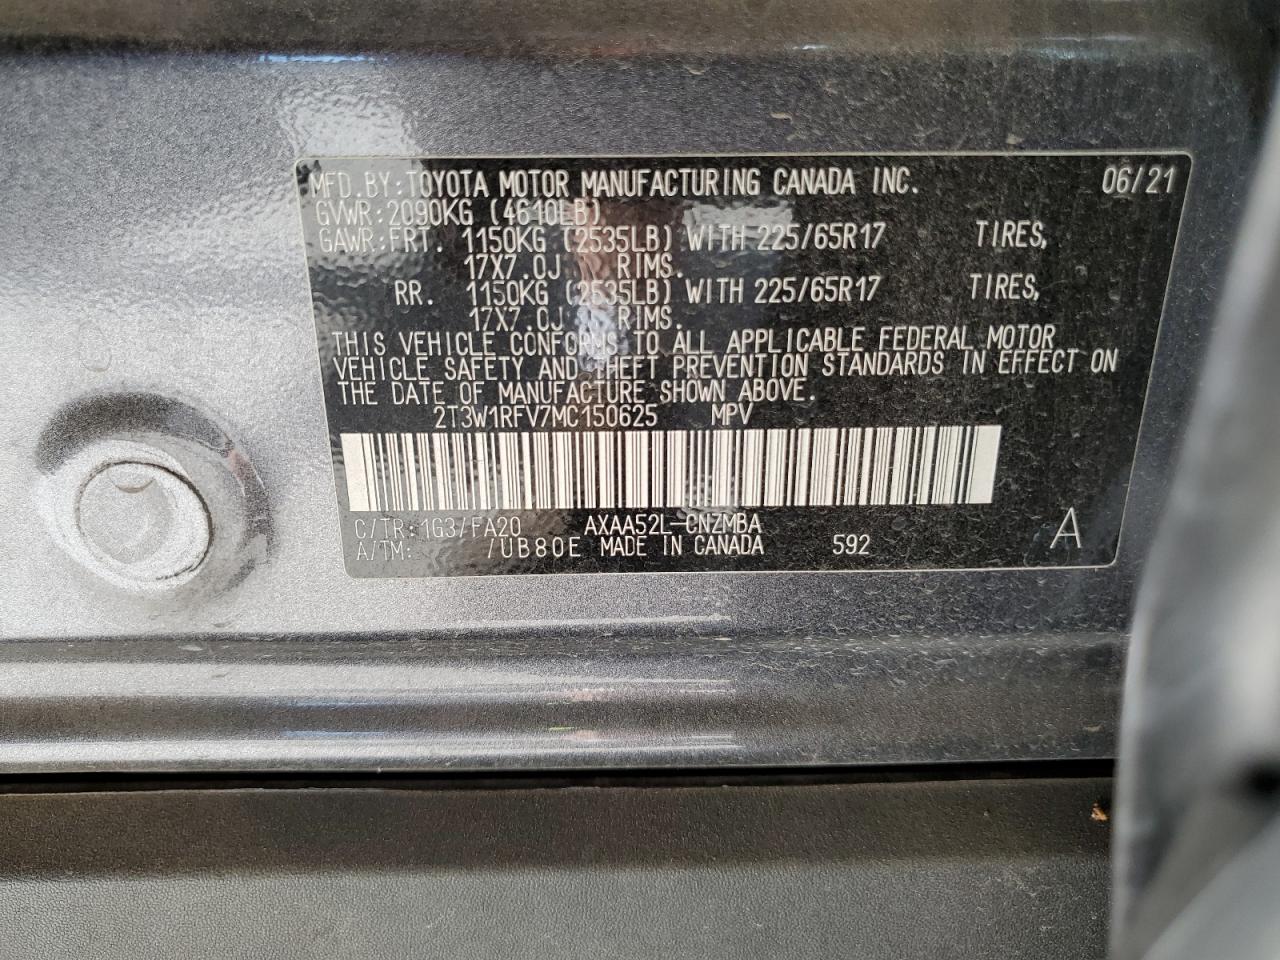 MFD.BY:TOYOTA MOTOR MANUFACTURING CANADA INC. 06/21
GVWR:2090KG (4610LB)
GAWR:FRT. 1150KG (2535LB) WITH 225/65R17 TIRES,
17X7.0J RIMS.
RR. 1150KG (2535LB) WITH 225/65R17 TIRES,
17X7.0J RIMS.
THIS VEHICLE CONFORMS TO ALL APPLICABLE FEDERAL MOTOR
VEHICLE SAFETY AND THEFT PREVENTION STANDARDS IN EFFECT ON
THE DATE OF MANUFACTURE SHOWN ABOVE.
2T3W1RFV7MC150625 MPV
C/TR:1G3/FA20 AXAA52L-CNZMBA
A/TM: /UB80E MADE IN CANADA 592 A